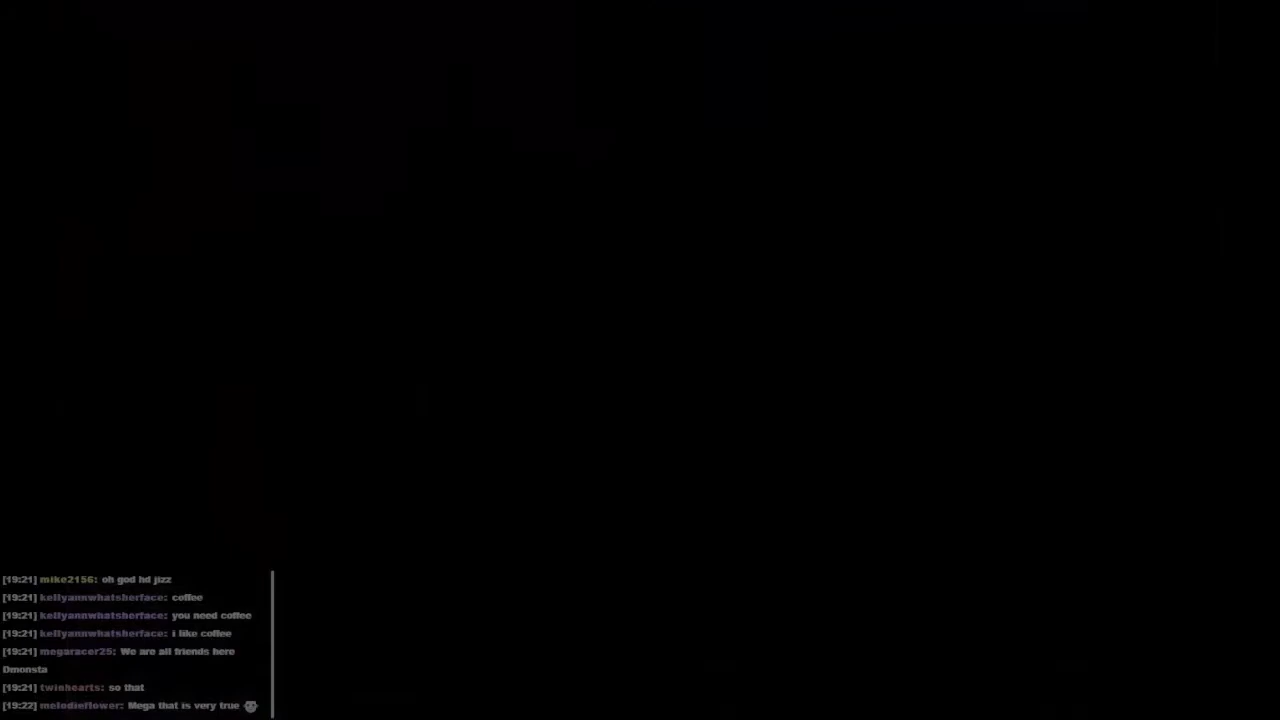 [19:21] mike2156: oh god hd jizz
[19:21] kellyannwhatsherface: coffee
[19:21] kellyannwhatsherface: you need coffee
[19:21] kellyannwhatsherface: i like coffee
[19:21] megaracer25: We are all friends here
Dmonsta
[19:21] twinhearts: so that
[19:22] melodieflower: Mega that is very true